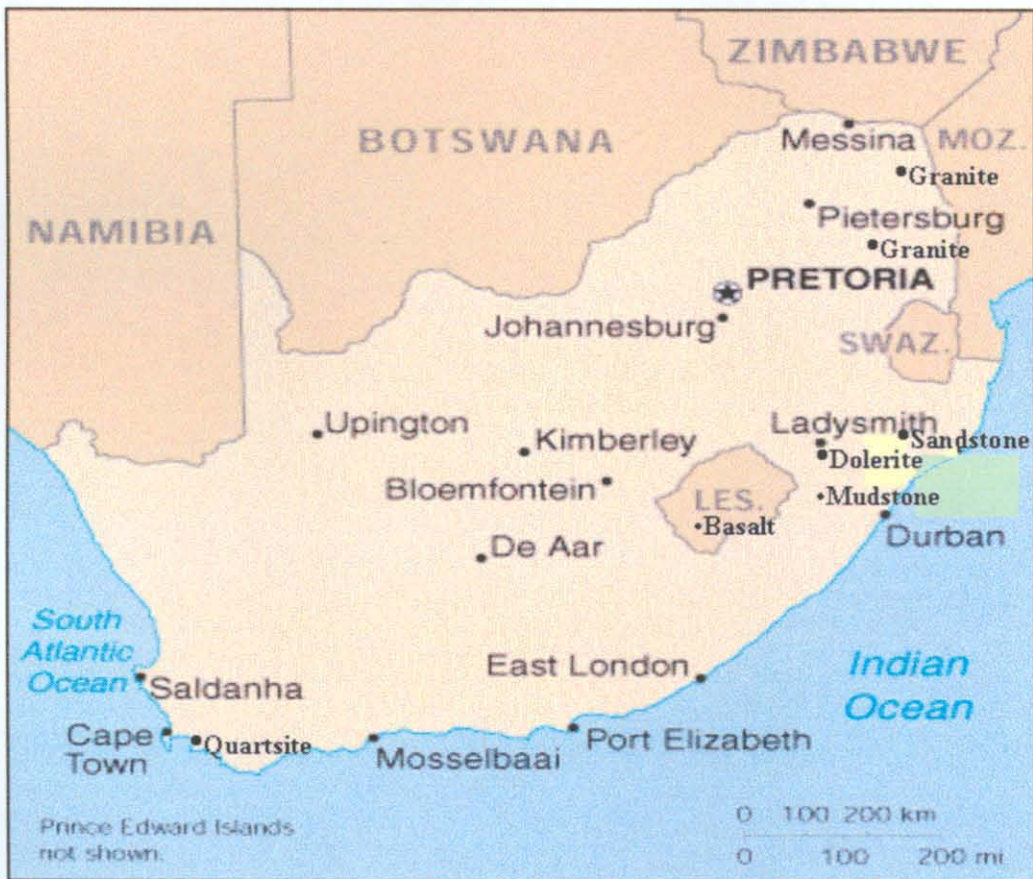 ZIMBABWE
BOTSWANA
Messina
MOZ.
Granite
NAMIBIA
Pietersburg
Granite
PRETORIA
Johannesburg
SWAZ.
Upington
Kimberley
Ladysmith
Sandstone
Dolerite
Bloemfontein
LES.
Mudstone
Basalt
Durban
De Aar
South
Atlantic
Ocean
Saldanha
East London
Indian
Ocean
Cape
Town
Quartsite
Mosselbaai
Port Elizabeth
Prince Edward Islands
not shown.
0 100 200 km
0 100 200 mi